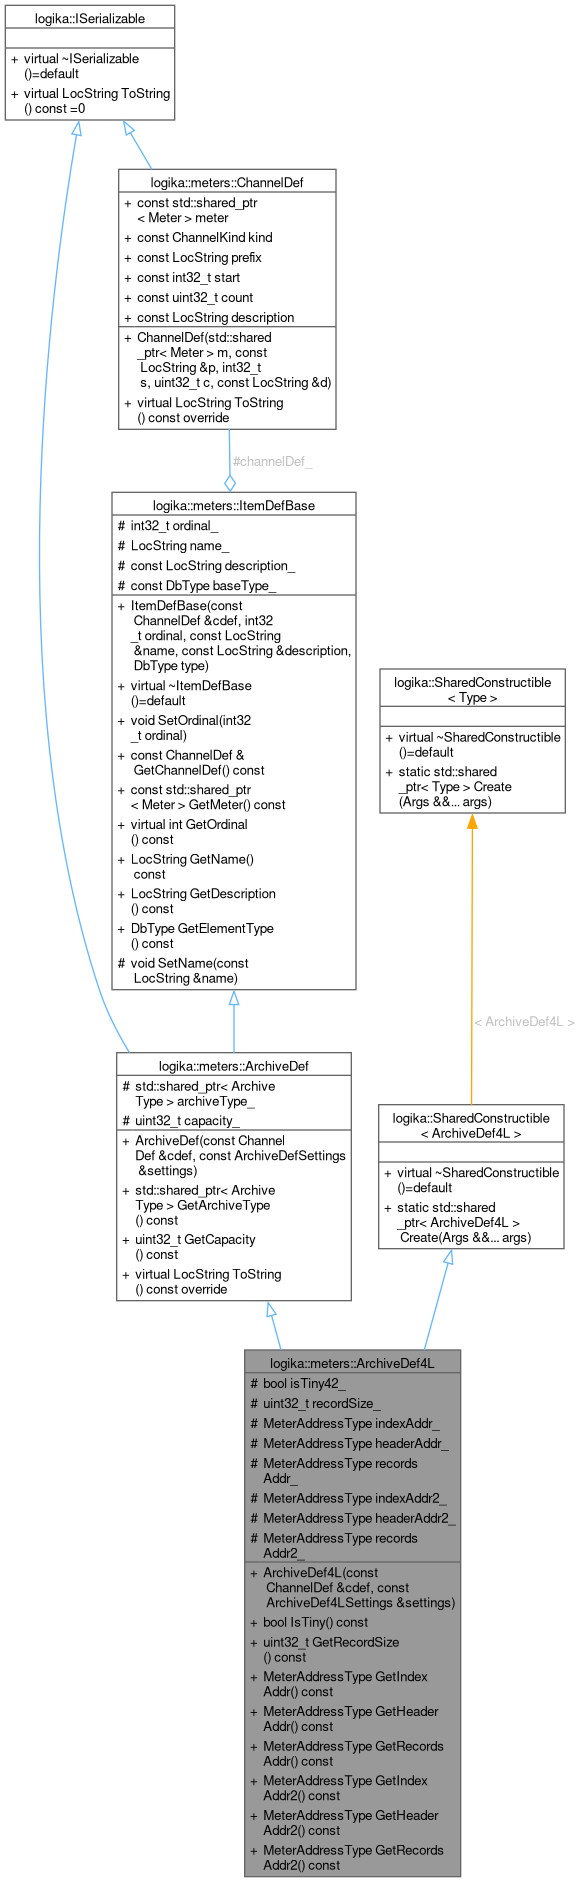 logika::ISerializable
+ virtual ~ISerializable
()=default
+ virtual LocString ToString
() const =0
logika::meters::ChannelDef
+ const std::shared_ptr
< Meter > meter
+ const ChannelKind kind
+ const LocString prefix
+ const int32_t start
+ const uint32_t count
+ const LocString description
+ ChannelDef(std::shared
_ptr< Meter > m, const
LocString &p, int32_t
s, uint32_t c, const LocString &d)
+ virtual LocString ToString
() const override
#channelDef_
logika::meters::ItemDefBase
# int32_t ordinal_
# LocString name_
# const LocString description_
# const DbType baseType_
+ ItemDefBase(const
ChannelDef &cdef, int32
_t ordinal, const LocString
&name, const LocString &description,
DbType type)
+ virtual ~ItemDefBase
()=default
+ void SetOrdinal(int32
_t ordinal)
+ const ChannelDef &
GetChannelDef() const
+ const std::shared_ptr
< Meter > GetMeter() const
+ virtual int GetOrdinal
() const
+ LocString GetName()
const
+ LocString GetDescription
() const
+ DbType GetElementType
() const
# void SetName(const
LocString &name)
logika::SharedConstructible
< Type >
+ virtual ~SharedConstructible
()=default
+ static std::shared
_ptr< Type > Create
(Args &&... args)
< ArchiveDef4L >
logika::meters::ArchiveDef
# std::shared_ptr< Archive
Type > archiveType_
# uint32_t capacity_
+ ArchiveDef(const Channel
Def &cdef, const ArchiveDefSettings
&settings)
+ std::shared_ptr< Archive
Type > GetArchiveType
() const
+ uint32_t GetCapacity
() const
+ virtual LocString ToString
() const override
logika::SharedConstructible
< ArchiveDef4L >
+ virtual ~SharedConstructible
()=default
+ static std::shared
_ptr< ArchiveDef4L >
Create(Args &&... args)
logika::meters::ArchiveDef4L
# bool isTiny42_
# uint32_t recordSize_
# MeterAddressType indexAddr_
# MeterAddressType headerAddr_
# MeterAddressType records
Addr_
# MeterAddressType indexAddr2_
# MeterAddressType headerAddr2_
# MeterAddressType records
Addr2_
+ ArchiveDef4L(const
ChannelDef &cdef, const
ArchiveDef4LSettings &settings)
+ bool IsTiny() const
+ uint32_t GetRecordSize
() const
+ MeterAddressType GetIndex
Addr() const
+ MeterAddressType GetHeader
Addr() const
+ MeterAddressType GetRecords
Addr() const
+ MeterAddressType GetIndex
Addr2() const
+ MeterAddressType GetHeader
Addr2() const
+ MeterAddressType GetRecords
Addr2() const